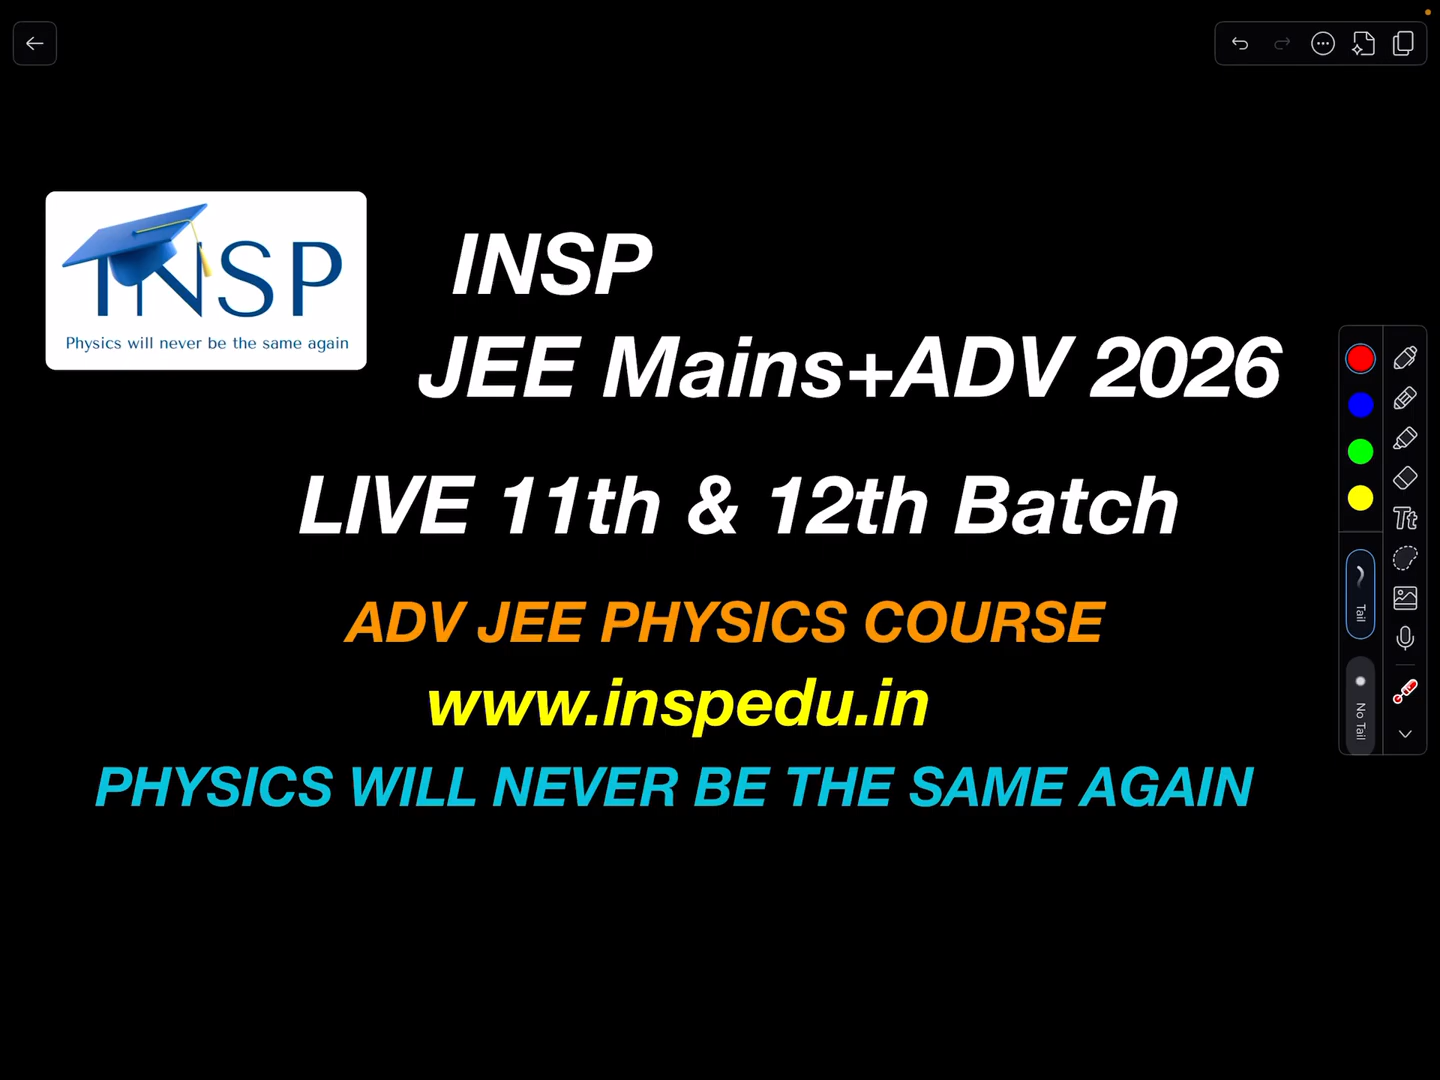 INSP
Physics will never be the same again
INSP
JEE Mains+ADV 2026
LIVE 11th & 12th Batch
ADV JEE PHYSICS COURSE
www.inspedu.in
PHYSICS WILL NEVER BE THE SAME AGAIN
Tt
Tail
No Tail